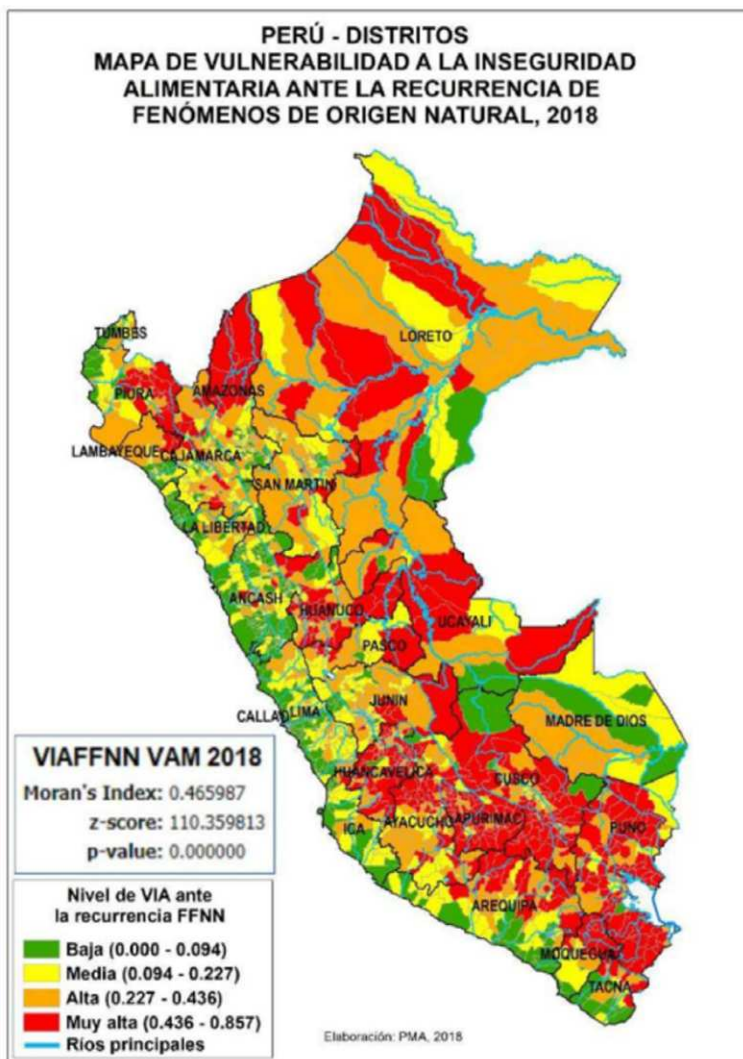 PERÚ - DISTRITOS
MAPA DE VULNERABILIDAD A LA INSEGURIDAD
ALIMENTARIA ANTE LA RECURRENCIA DE
FENÓMENOS DE ORIGEN NATURAL, 2018
TUMBES
LORETO
PIURA
AMAZONAS
LAMBAYEQUE
CAJAMARCA
SAN MARTIN
LA LIBERTAD
ANCASH
HUANUCO
UCAYALI
PASCO
JUNIN
CALLAO
LIMA
MADRE DE DIOS
HUANCAVELICA
CUSCO
ICA
AYACUCHO
APURIMAC
PUNO
AREQUIPA
MOQUEGUA
TACNA
VIAFFNN VAM 2018
Moran's Index: 0.465987
z-score: 110.359813
p-value: 0.000000
Nivel de VIA ante
la recurrencia FFNN
Baja (0.000 - 0.094)
Media (0.094 - 0.227)
Alta (0.227 - 0.436)
Muy alta (0.436 - 0.857)
Ríos principales
Elaboración: PMA, 2018